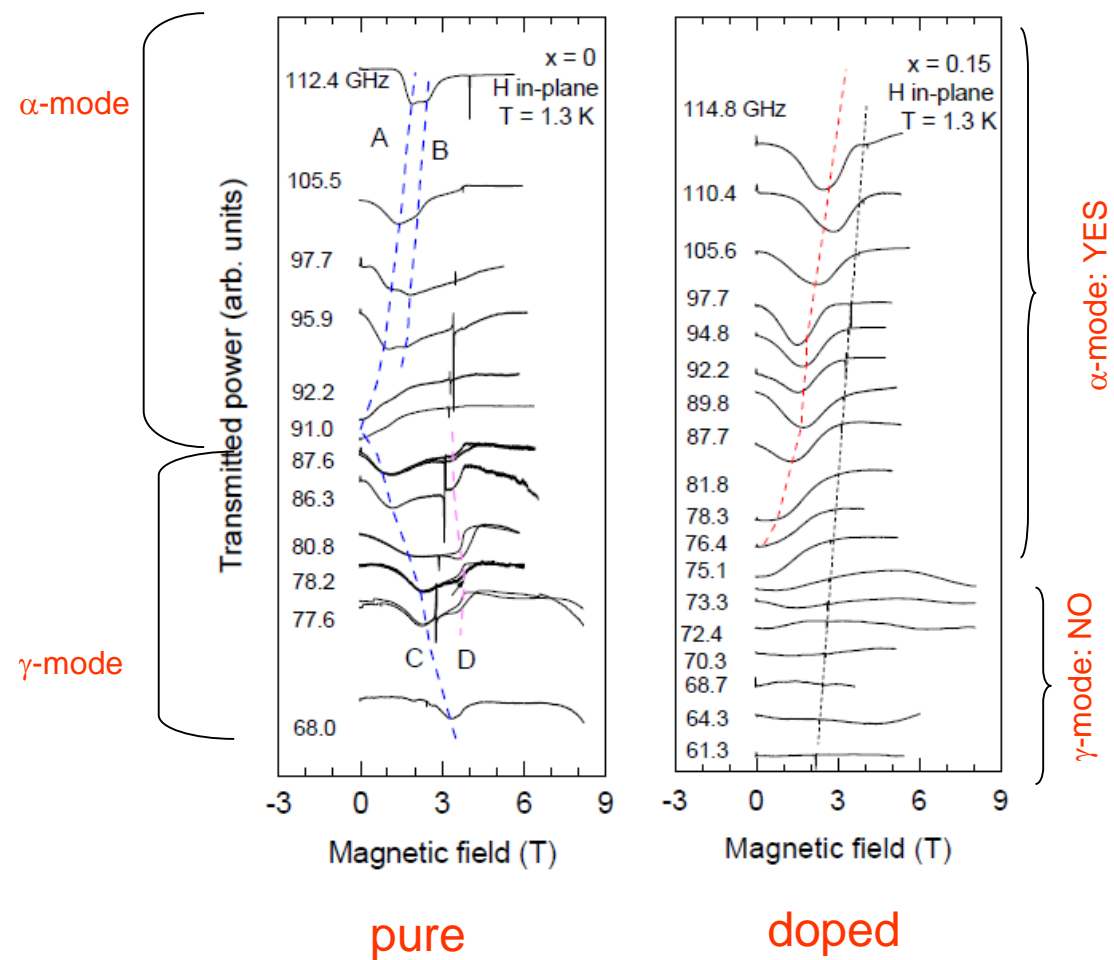 α-mode
γ-mode
Transmitted power (arb. units)
x = 0
H in-plane
T = 1.3 K
112.4 GHz
A
B
105.5
97.7
95.9
92.2
91.0
87.6
86.3
80.8
78.2
77.6
C
D
68.0
-3
0
3
6
9
Magnetic field (T)
pure
x = 0.15
H in-plane
T = 1.3 K
114.8 GHz
110.4
105.6
97.7
94.8
92.2
89.8
87.7
81.8
78.3
76.4
75.1
73.3
72.4
70.3
68.7
64.3
61.3
-3
0
3
6
9
Magnetic field (T)
doped
α-mode: YES
γ-mode: NO